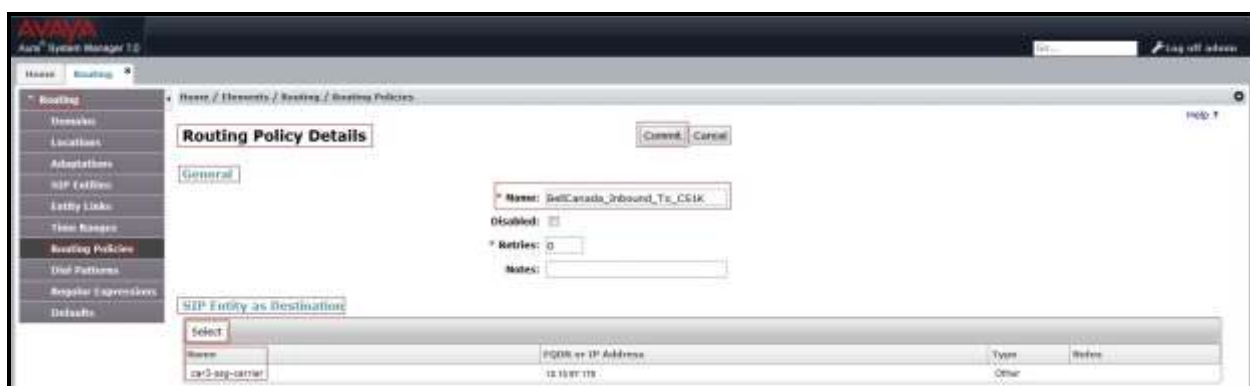 AVAYA
Aura® System Manager 7.0
Go...
Log off admin
Home
Routing
Routing
Home / Elements / Routing / Routing Policies
Help ?
Domains
Locations
Adaptations
SIP Entities
Entity Links
Time Ranges
Routing Policies
Dial Patterns
Regular Expressions
Defaults
Routing Policy Details
Commit Cancel
General
* Name: BellCanada_Inbound_To_CS1K
Disabled:
* Retries: 0
Notes:
SIP Entity as Destination
Select
Name FQDN or IP Address Type Notes
Other